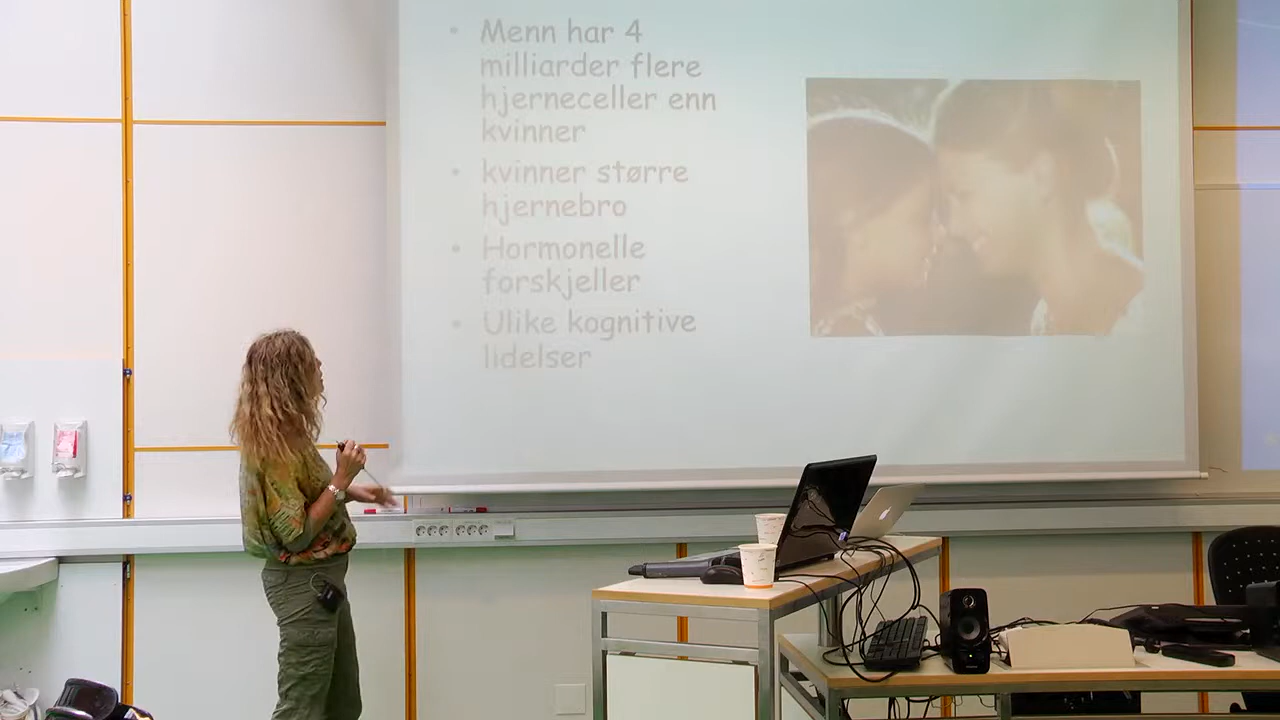 • Menn har 4
milliarder flere
hjerneceller enn
kvinner
• kvinner større
hjernebro
• Hormonelle
forskjeller
• Ulike kognitive
lidelser